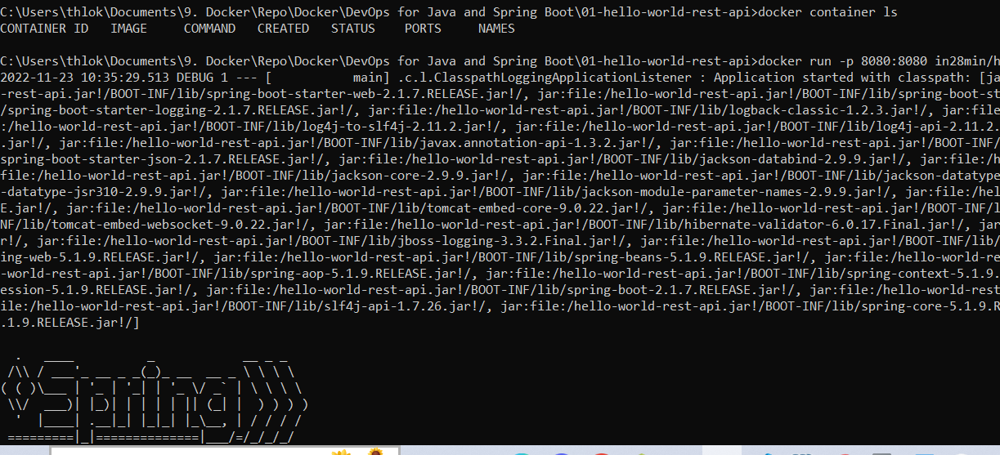 C:\Users\thlok\Documents\9. Docker\Repo\Docker\DevOps for Java and Spring Boot\01-hello-world-rest-api>docker container ls
CONTAINER ID   IMAGE     COMMAND   CREATED   STATUS    PORTS     NAMES
C:\Users\thlok\Documents\9. Docker\Repo\Docker\DevOps for Java and Spring Boot\01-hello-world-rest-api>docker run -p 8080:8080 in28min/h
2022-11-23 10:35:29.513 DEBUG 1 --- [           main] .c.l.ClasspathLoggingApplicationListener : Application started with classpath: [ja
-rest-api.jar!/BOOT-INF/lib/spring-boot-starter-web-2.1.7.RELEASE.jar!/, jar:file:/hello-world-rest-api.jar!/BOOT-INF/lib/spring-boot-st
/spring-boot-starter-logging-2.1.7.RELEASE.jar!/, jar:file:/hello-world-rest-api.jar!/BOOT-INF/lib/logback-classic-1.2.3.jar!/, jar:file
:/hello-world-rest-api.jar!/BOOT-INF/lib/log4j-to-slf4j-2.11.2.jar!/, jar:file:/hello-world-rest-api.jar!/BOOT-INF/lib/log4j-api-2.11.2.
.jar!/, jar:file:/hello-world-rest-api.jar!/BOOT-INF/lib/javax.annotation-api-1.3.2.jar!/, jar:file:/hello-world-rest-api.jar!/BOOT-INF/
spring-boot-starter-json-2.1.7.RELEASE.jar!/, jar:file:/hello-world-rest-api.jar!/BOOT-INF/lib/jackson-databind-2.9.9.jar!/, jar:file:/h
file:/hello-world-rest-api.jar!/BOOT-INF/lib/jackson-core-2.9.9.jar!/, jar:file:/hello-world-rest-api.jar!/BOOT-INF/lib/jackson-datatype
-datatype-jsr310-2.9.9.jar!/, jar:file:/hello-world-rest-api.jar!/BOOT-INF/lib/jackson-module-parameter-names-2.9.9.jar!/, jar:file:/hel
E.jar!/, jar:file:/hello-world-rest-api.jar!/BOOT-INF/lib/tomcat-embed-core-9.0.22.jar!/, jar:file:/hello-world-rest-api.jar!/BOOT-INF/l
NF/lib/tomcat-embed-websocket-9.0.22.jar!/, jar:file:/hello-world-rest-api.jar!/BOOT-INF/lib/hibernate-validator-6.0.17.Final.jar!/, jar
r!/, jar:file:/hello-world-rest-api.jar!/BOOT-INF/lib/jboss-logging-3.3.2.Final.jar!/, jar:file:/hello-world-rest-api.jar!/BOOT-INF/lib/
ing-web-5.1.9.RELEASE.jar!/, jar:file:/hello-world-rest-api.jar!/BOOT-INF/lib/spring-beans-5.1.9.RELEASE.jar!/, jar:file:/hello-world-re
-world-rest-api.jar!/BOOT-INF/lib/spring-aop-5.1.9.RELEASE.jar!/, jar:file:/hello-world-rest-api.jar!/BOOT-INF/lib/spring-context-5.1.9.
ession-5.1.9.RELEASE.jar!/, jar:file:/hello-world-rest-api.jar!/BOOT-INF/lib/spring-boot-2.1.7.RELEASE.jar!/, jar:file:/hello-world-rest
ile:/hello-world-rest-api.jar!/BOOT-INF/lib/slf4j-api-1.7.26.jar!/, jar:file:/hello-world-rest-api.jar!/BOOT-INF/lib/spring-core-5.1.9.R
.1.9.RELEASE.jar!/]
Spring